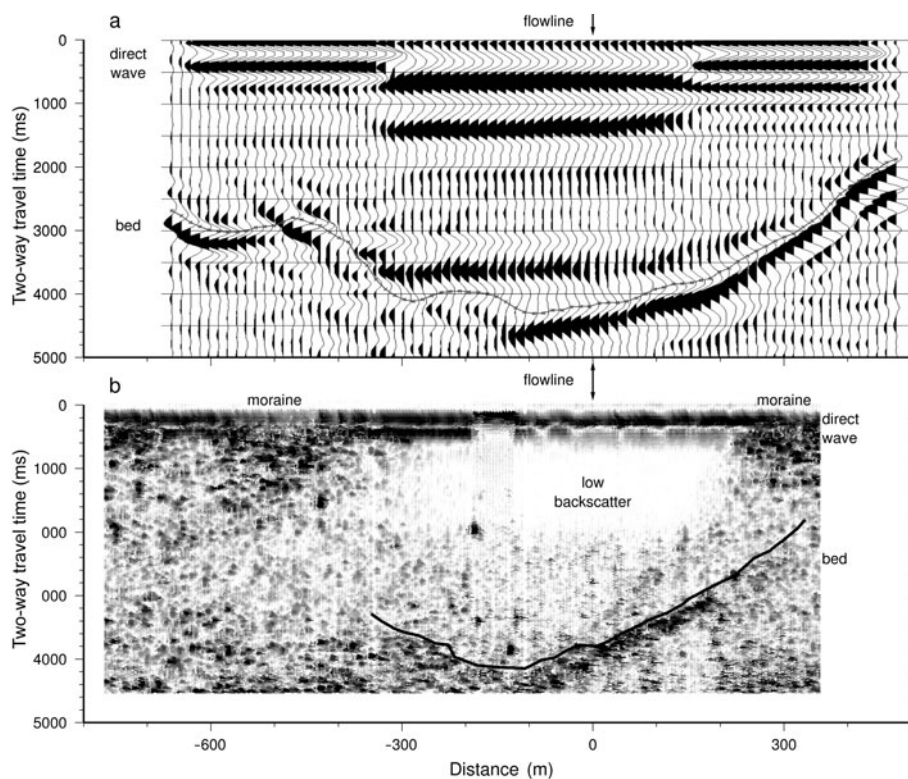 a
flowline
0
direct
wave
1000
2000
bed
3000
4000
5000
Two-way travel time (ms)
b
flowline
moraine
moraine
0
direct
wave
1000
low
backscatter
000
bed
000
4000
5000
Two-way travel time (ms)
-600
-300
0
300
Distance (m)